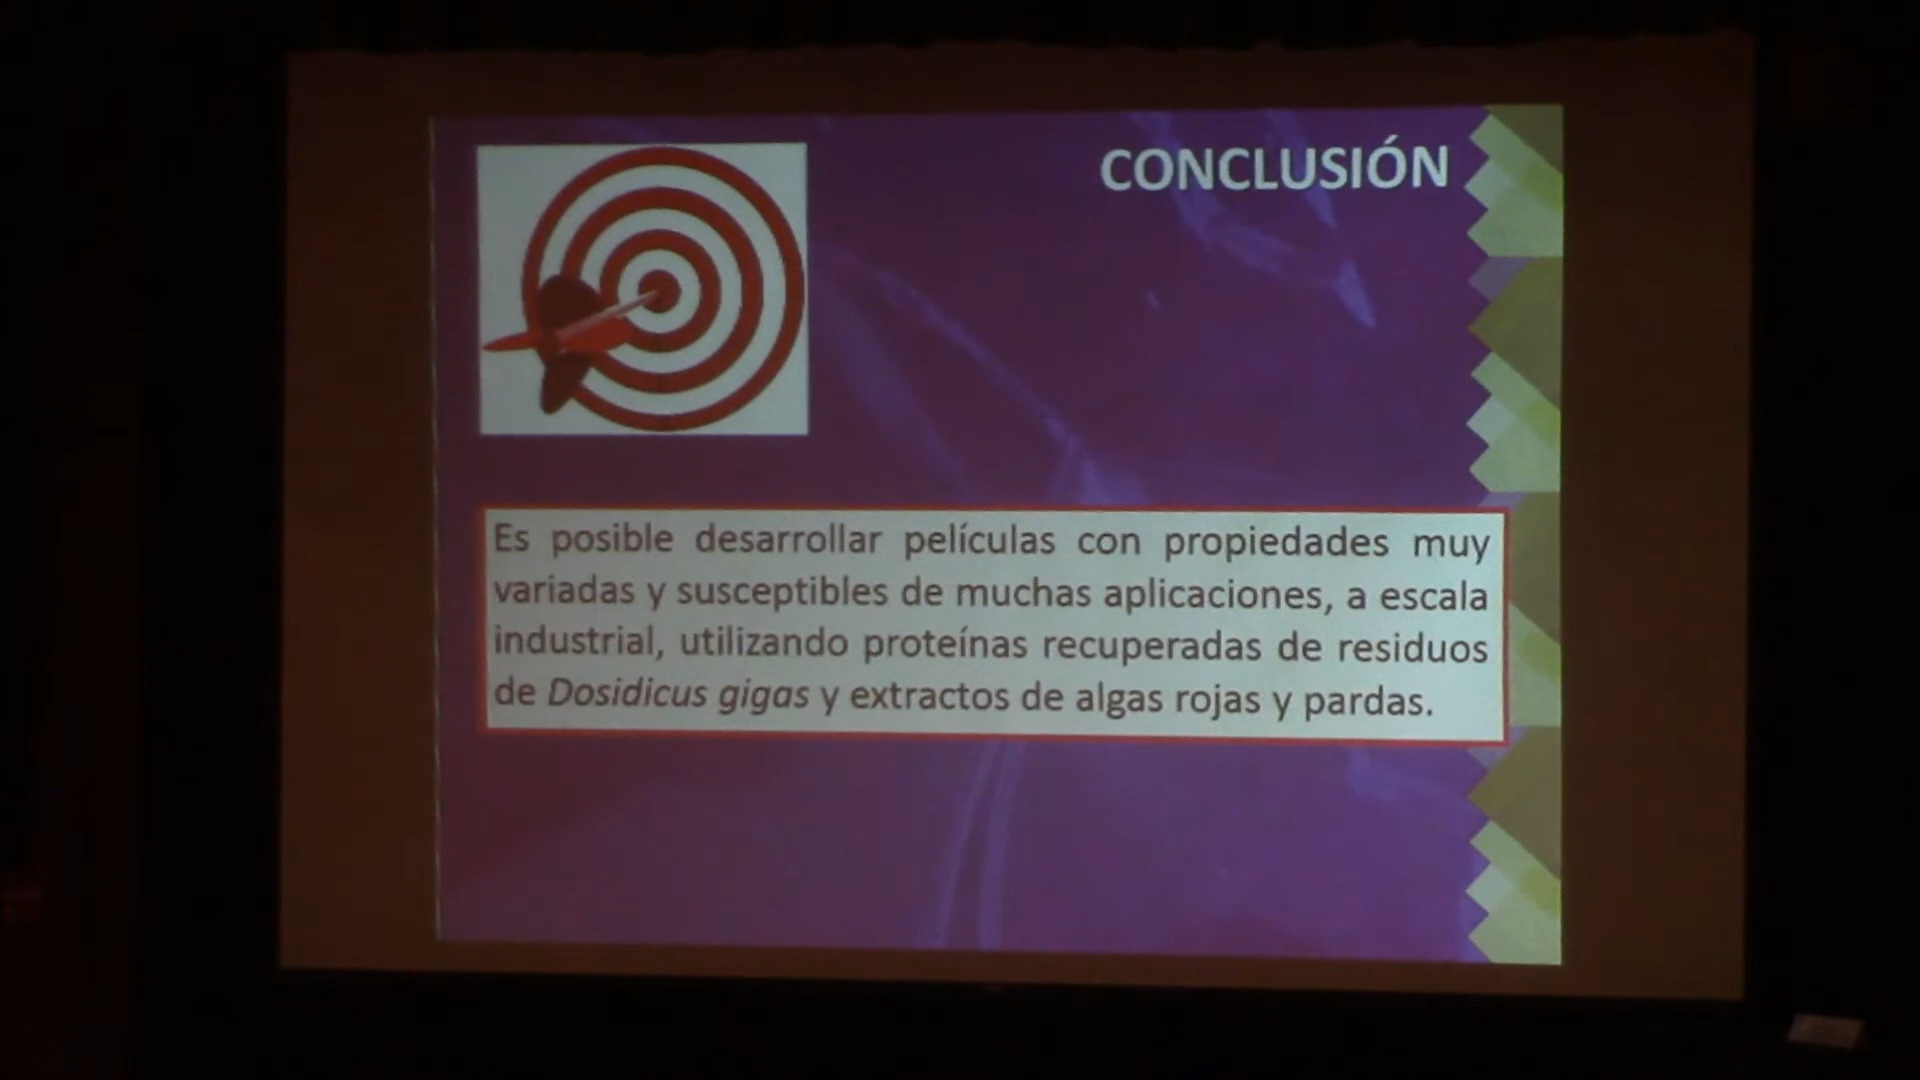 CONCLUSIÓN
Es posible desarrollar películas con propiedades muy
variadas y susceptibles de muchas aplicaciones, a escala
industrial, utilizando proteínas recuperadas de residuos
de Dosidicus gigas y extractos de algas rojas y pardas.